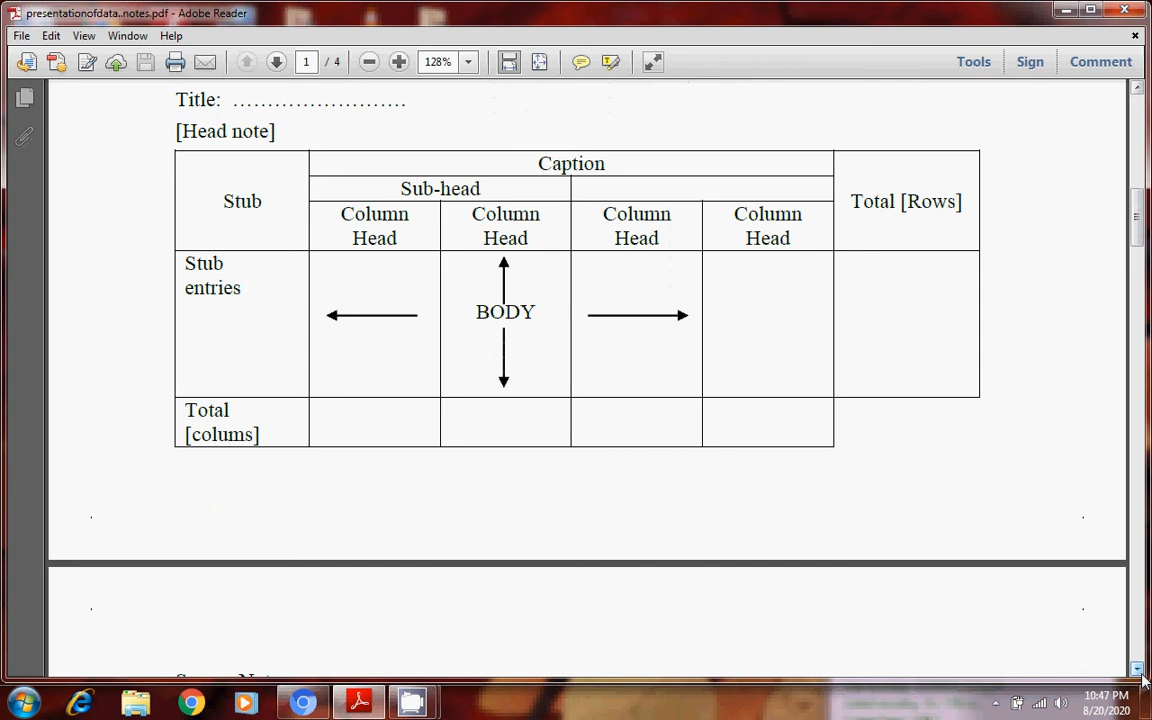 presentationofdata..notes.pdf - Adobe Reader
File Edit View Window Help
1 / 4 128% Tools Sign Comment
Title: ……………………
[Head note]
Caption
Sub-head
Stub
Total [Rows]
Column Column Column Column
Head Head Head Head
Stub
entries
BODY
Total
[colums]
10:47 PM
8/20/2020